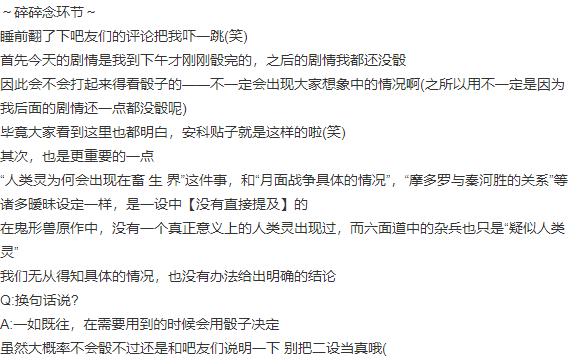 ～碎碎念环节～
睡前翻了下吧友们的评论把我吓一跳(笑)
首先今天的剧情是我到下午才刚刚骰完的，之后的剧情我都还没骰
因此会不会打起来得看骰子的——不一定会出现大家想象中的情况啊(之所以用不一定是因为
我后面的剧情还一点都没骰呢)
毕竟大家看到这里也都明白，安科贴子就是这样的啦(笑)
其次，也是更重要的一点
“人类灵为何会出现在畜 生 界”这件事，和“月面战争具体的情况”，“摩多罗与秦河胜的关系”等
诸多暧昧设定一样，是一设中【没有直接提及】的
在鬼形兽原作中，没有一个真正意义上的人类灵出现过，而六面道中的杂兵也只是“疑似人类
灵”
我们无从得知具体的情况，也没有办法给出明确的结论
Q:换句话说?
A:一如既往，在需要用到的时候会用骰子决定
虽然大概率不会骰不过还是和吧友们说明一下 别把二设当真哦(